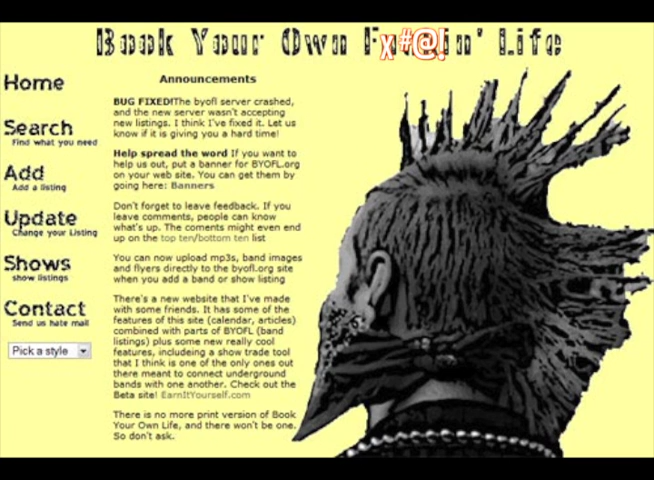 Book Your Own Fx#@!in' Life
Home
Search
Find what you need
Add
Add a listing
Update
Change your Listing
Shows
show listings
Contact
Send us hate mail
Pick a style
Announcements
BUG FIXED!The byofl server crashed,
and the new server wasn't accepting
new listings. I think I've fixed it. Let us
know if it is giving you a hard time!
Help spread the word If you want to
help us out, put a banner for BYOFL.org
on your web site. You can get them by
going here: Banners
Don't forget to leave feedback. If you
leave comments, people can know
what's up. The coments might even end
up on the top ten/bottom ten list
You can now upload mp3s, band images
and flyers directly to the byofl.org site
when you add a band or show listing
There's a new website that I've made
with some friends. It has some of the
features of this site (calendar, articles)
combined with parts of BYOFL (band
listings) plus some new really cool
features, includeing a show trade tool
that I think is one of the only ones out
there meant to connect underground
bands with one another. Check out the
Beta site! EarnItYourself.com
There is no more print version of Book
Your Own Life, and there won't be one.
So don't ask.